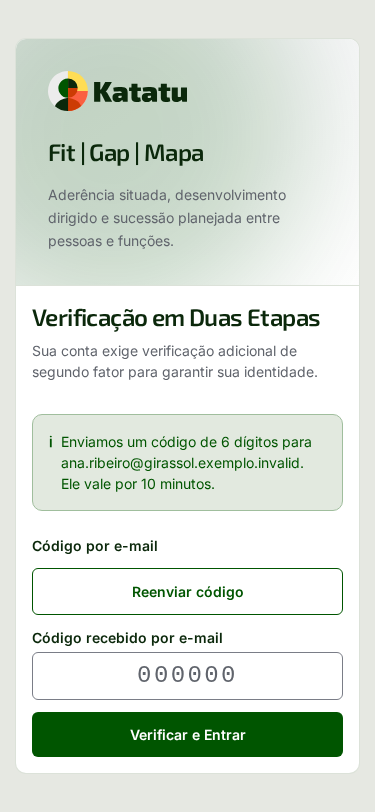 Katatu
Fit | Gap | Mapa
Aderência situada, desenvolvimento
dirigido e sucessão planejada entre
pessoas e funções.
Verificação em Duas Etapas
Sua conta exige verificação adicional de
segundo fator para garantir sua identidade.
i Enviamos um código de 6 dígitos para
ana.ribeiro@girassol.exemplo.invalid.
Ele vale por 10 minutos.
Código por e-mail
Reenviar código
Código recebido por e-mail
000000
Verificar e Entrar